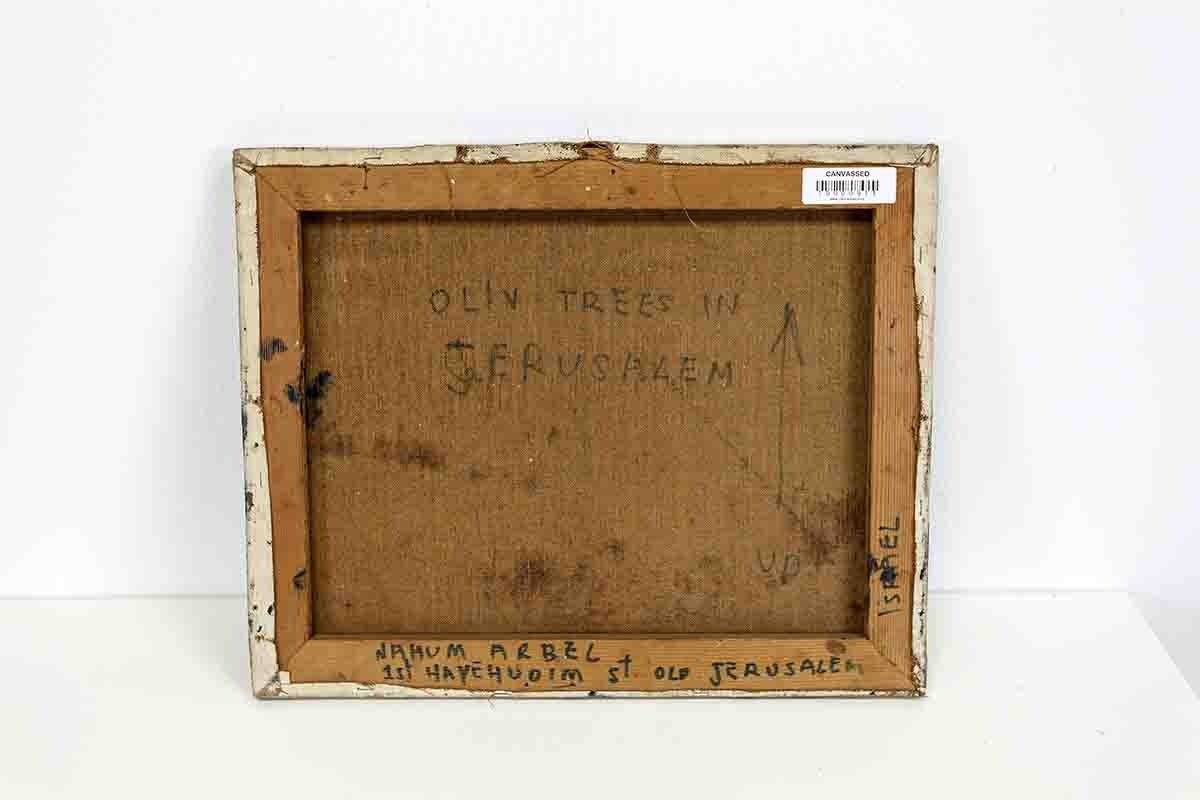 CANVASSED
OLIV TREES IN
JERUSALEM
UP
ISRAEL
NAHUM ARBEL
1st HAYEHUDIM st OLD JERUSALEM